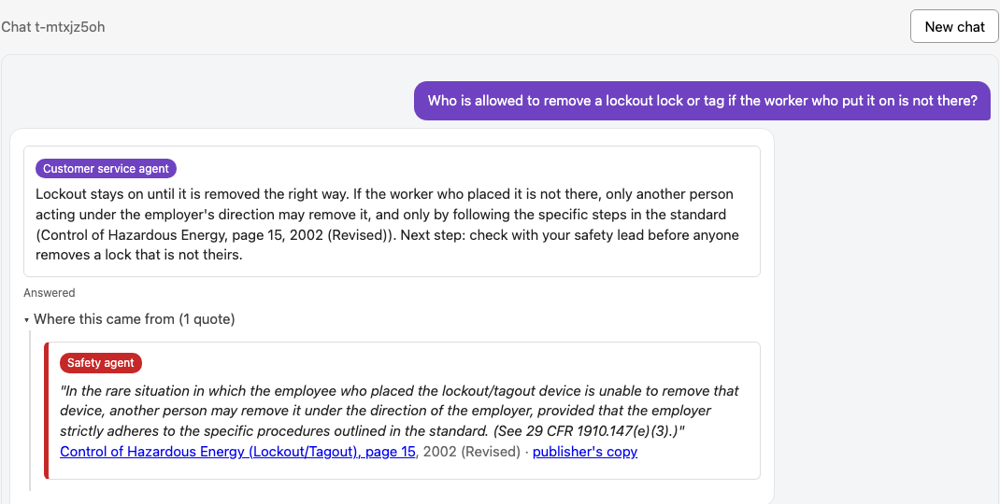 Chat t-mtxjz5oh
New chat
Who is allowed to remove a lockout lock or tag if the worker who put it on is not there?
Customer service agent
Lockout stays on until it is removed the right way. If the worker who placed it is not there, only another person
acting under the employer's direction may remove it, and only by following the specific steps in the standard
(Control of Hazardous Energy, page 15, 2002 (Revised)). Next step: check with your safety lead before anyone
removes a lock that is not theirs.
Answered
▾ Where this came from (1 quote)
Safety agent
"In the rare situation in which the employee who placed the lockout/tagout device is unable to remove that
device, another person may remove it under the direction of the employer, provided that the employer
strictly adheres to the specific procedures outlined in the standard. (See 29 CFR 1910.147(e)(3).)"
Control of Hazardous Energy (Lockout/Tagout), page 15, 2002 (Revised) · publisher's copy